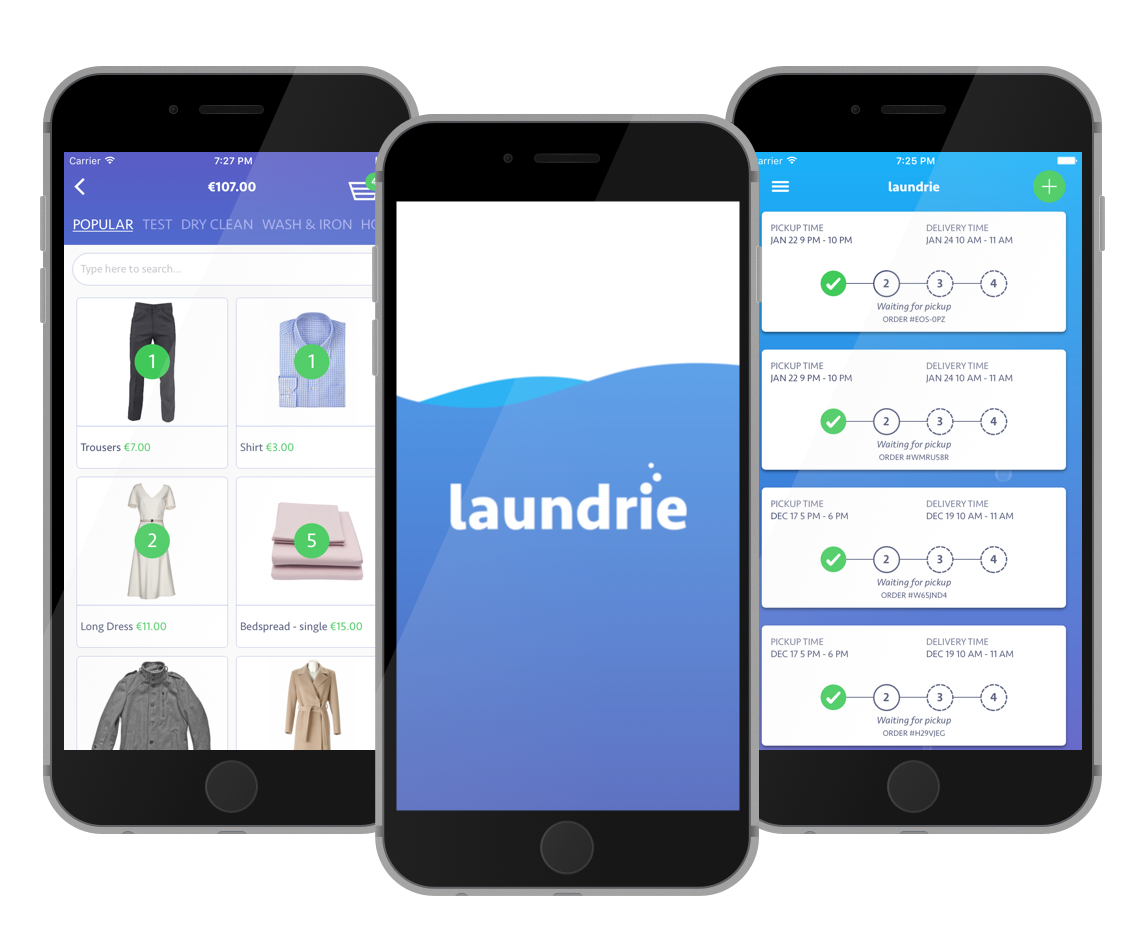 Carrier 7:27 PM
€107.00
POPULAR TEST DRY CLEAN WASH & IRON
Type here to search...
1
1
Trousers €7.00
Shirt €3.00
2
5
Long Dress €11.00
Bedspread - single €15.00
laundrie
7:25 PM
laundrie
+
PICKUP TIME DELIVERY TIME
JAN 22 9 PM - 10 PM JAN 24 10 AM - 11 AM
2 3 4
Waiting for pickup
ORDER #EOS-0PZ
PICKUP TIME DELIVERY TIME
JAN 22 9 PM - 10 PM JAN 24 10 AM - 11 AM
2 3 4
Waiting for pickup
ORDER #WMRUS8R
PICKUP TIME DELIVERY TIME
DEC 17 5 PM - 6 PM DEC 19 10 AM - 11 AM
2 3 4
Waiting for pickup
ORDER #W65JND4
PICKUP TIME DELIVERY TIME
DEC 17 5 PM - 6 PM DEC 19 10 AM - 11 AM
2 3 4
Waiting for pickup
ORDER #H29VJEG